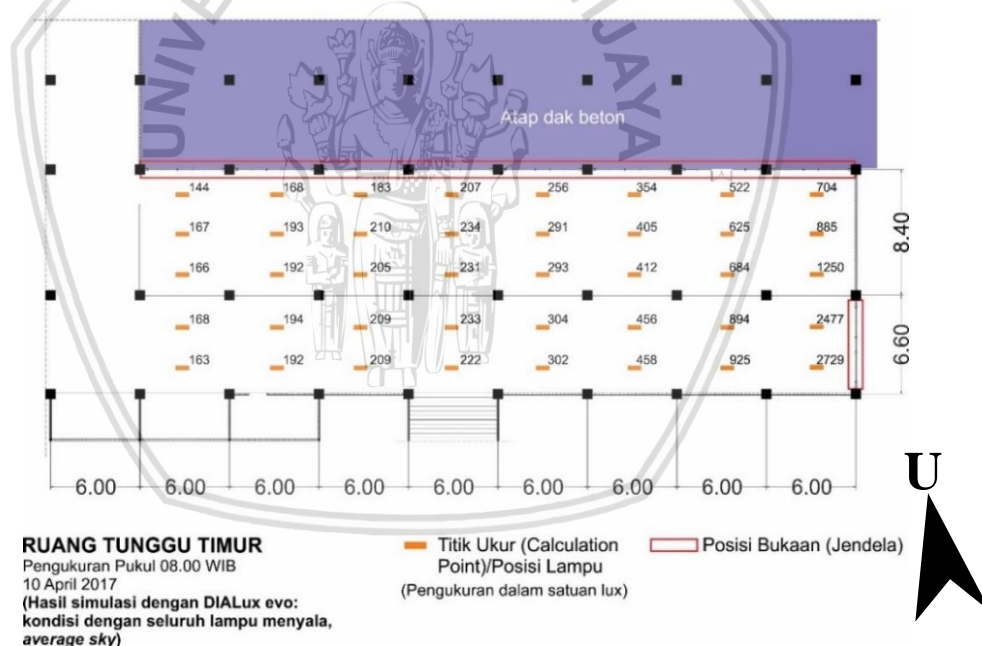 UNIVE
JAYA
Atap dak beton
144 168 183 207 256 354 522 704
167 193 210 234 291 405 625 885
166 192 205 231 293 412 684 1250
168 194 209 233 304 456 894 2477
163 192 209 222 302 458 925 2729
8.40
6.60
6.00 6.00 6.00 6.00 6.00 6.00 6.00 6.00 6.00
U
RUANG TUNGGU TIMUR
Pengukuran Pukul 08.00 WIB
10 April 2017
(Hasil simulasi dengan DIALux evo:
kondisi dengan seluruh lampu menyala,
average sky)
Titik Ukur (Calculation
Point)/Posisi Lampu
(Pengukuran dalam satuan lux)
Posisi Bukaan (Jendela)